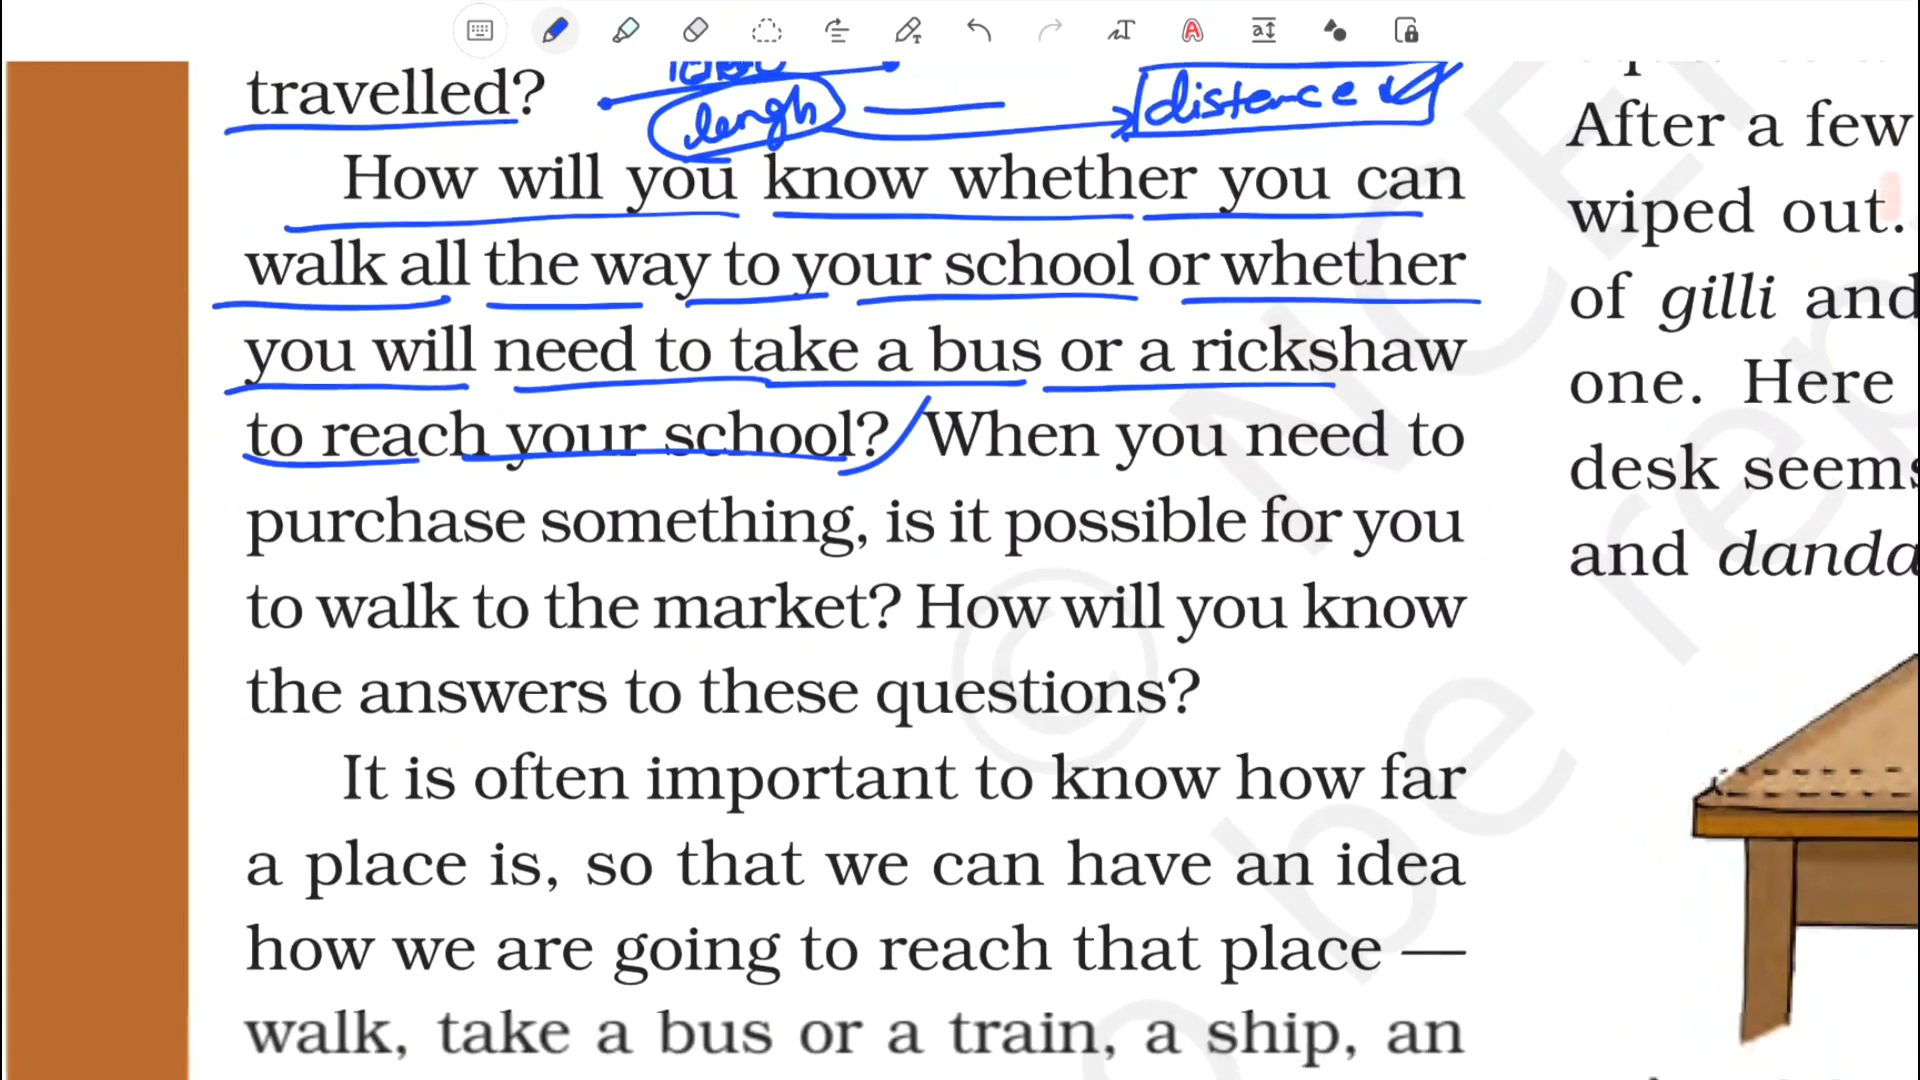 travelled?
lengh
distence
How will you know whether you can
walk all the way to your school or whether
you will need to take a bus or a rickshaw
to reach your school? When you need to
purchase something, is it possible for you
to walk to the market? How will you know
the answers to these questions?
It is often important to know how far
a place is, so that we can have an idea
how we are going to reach that place —
walk, take a bus or a train, a ship, an
After a few
wiped out.
of gilli and
one. Here
desk seems
and danda
© NCE
o be rep